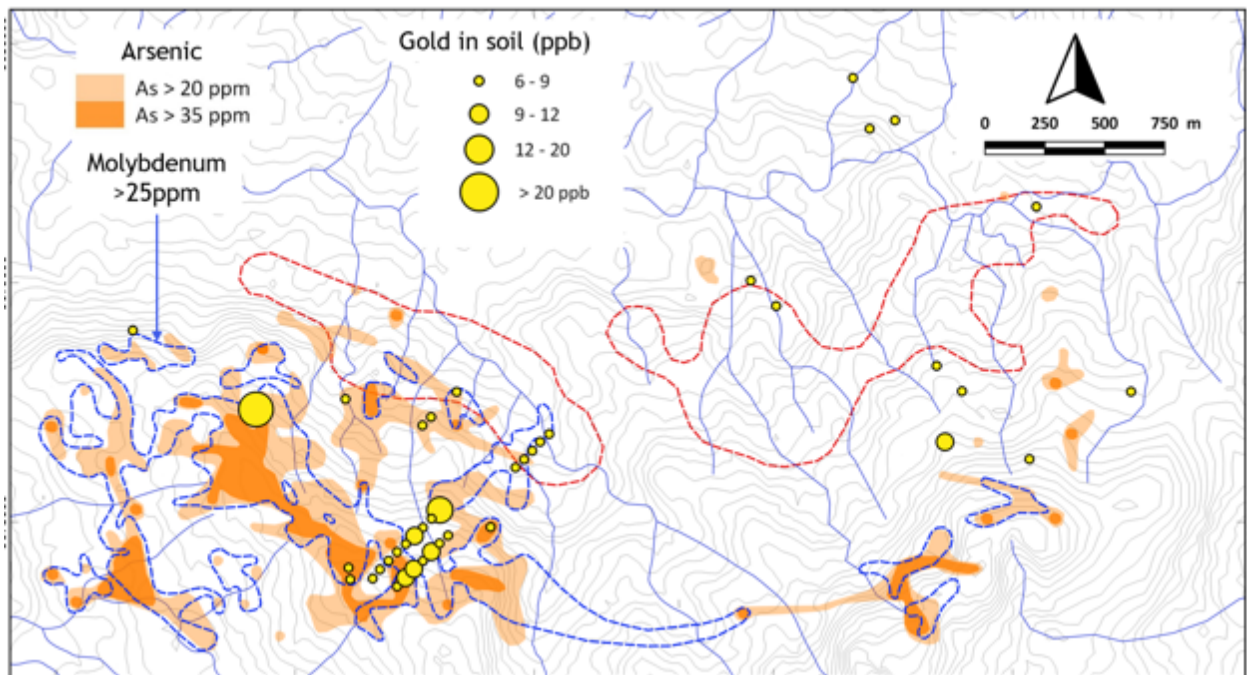 Arsenic
As > 20 ppm
As > 35 ppm
Molybdenum
>25ppm
Gold in soil (ppb)
6 - 9
9 - 12
12 - 20
> 20 ppb
0 250 500 750 m